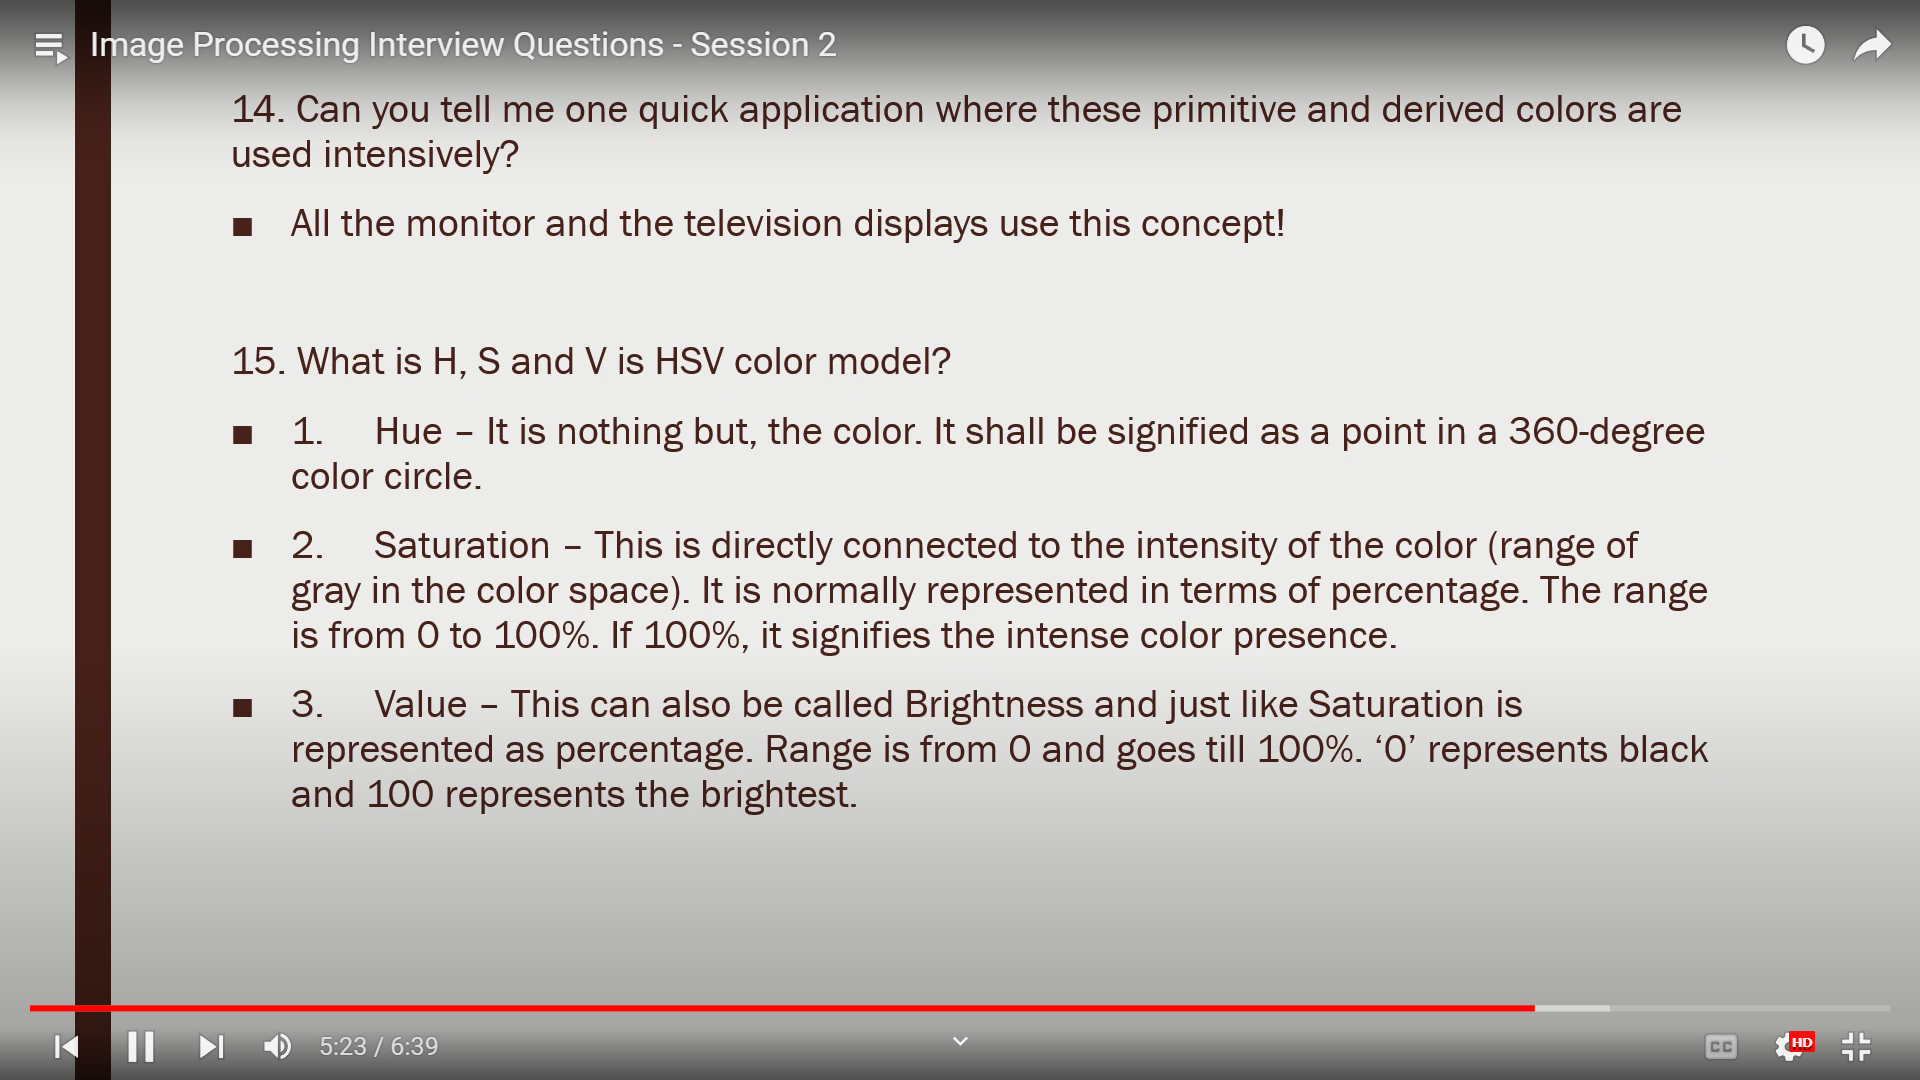 Image Processing Interview Questions - Session 2
14. Can you tell me one quick application where these primitive and derived colors are
used intensively?
■ All the monitor and the television displays use this concept!
15. What is H, S and V is HSV color model?
■ 1. Hue – It is nothing but, the color. It shall be signified as a point in a 360-degree
color circle.
■ 2. Saturation – This is directly connected to the intensity of the color (range of
gray in the color space). It is normally represented in terms of percentage. The range
is from 0 to 100%. If 100%, it signifies the intense color presence.
■ 3. Value – This can also be called Brightness and just like Saturation is
represented as percentage. Range is from 0 and goes till 100%. ‘0’ represents black
and 100 represents the brightest.
5:23 / 6:39
CC
HD